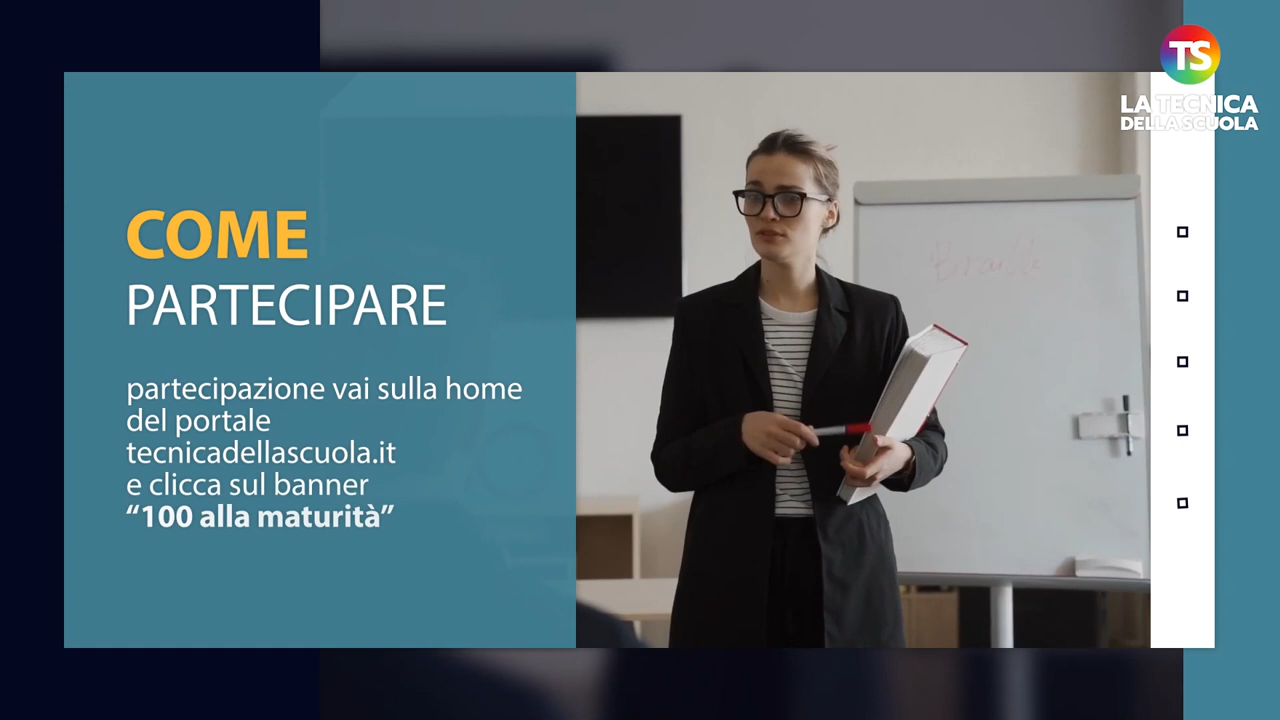 TS
LA TECNICA
DELLA SCUOLA
COME
PARTECIPARE
partecipazione vai sulla home
del portale
tecnicadellascuola.it
e clicca sul banner
“100 alla maturità”
Braille